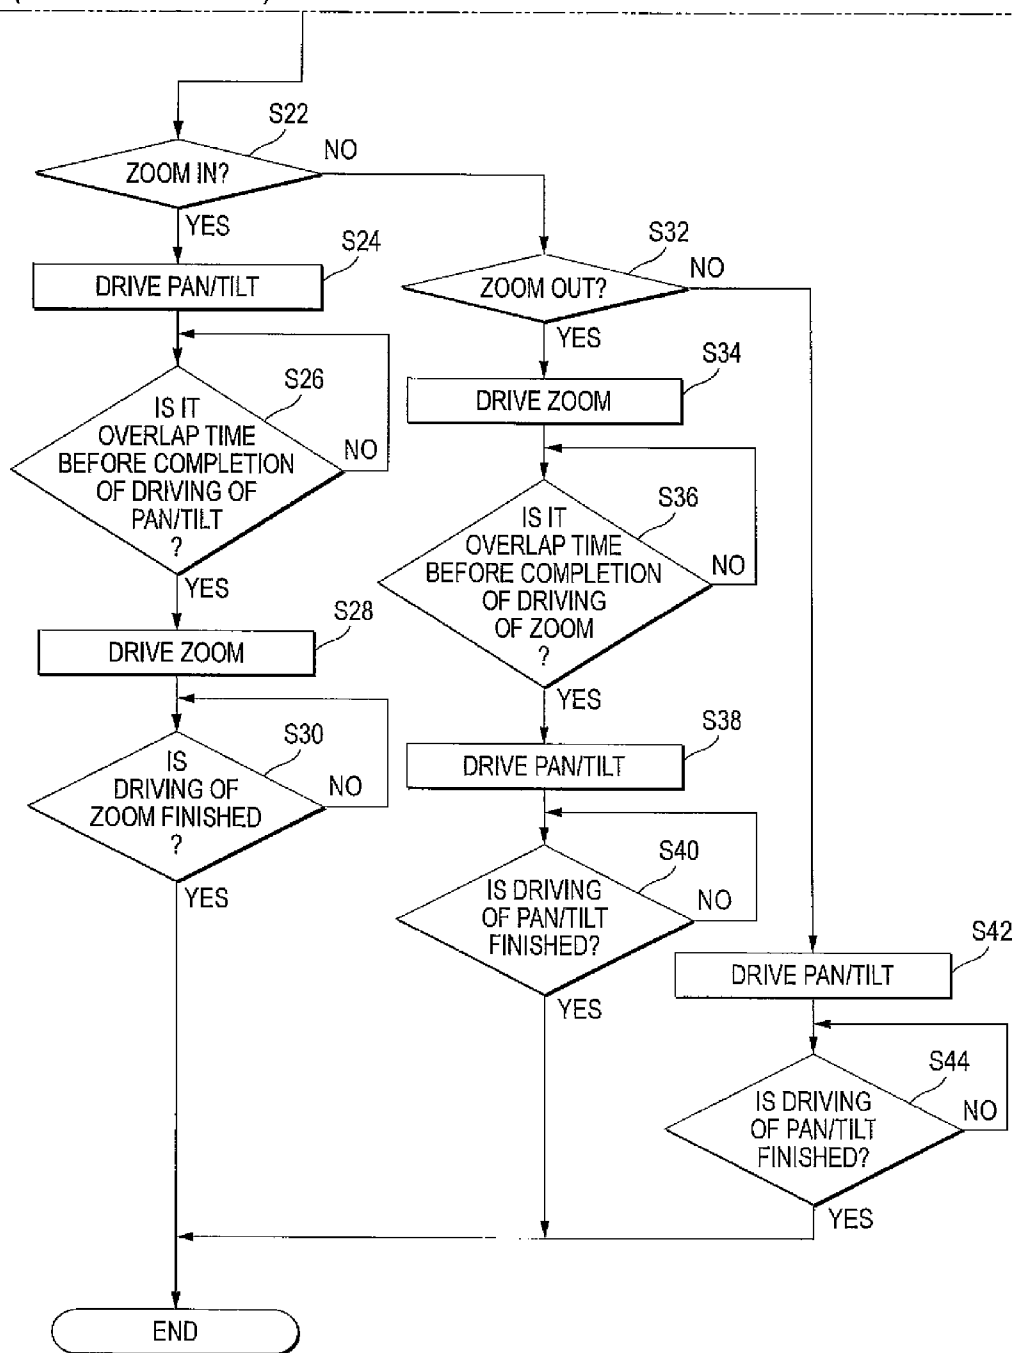 S22
ZOOM IN?
NO
YES
S24
DRIVE PAN/TILT
S26
IS IT
OVERLAP TIME
BEFORE COMPLETION
OF DRIVING OF
PAN/TILT
?
NO
YES
S28
DRIVE ZOOM
S30
IS
DRIVING OF
ZOOM FINISHED
?
NO
YES
S32
ZOOM OUT?
NO
YES
S34
DRIVE ZOOM
S36
IS IT
OVERLAP TIME
BEFORE COMPLETION
OF DRIVING
OF ZOOM
?
NO
YES
S38
DRIVE PAN/TILT
S40
IS DRIVING
OF PAN/TILT
FINISHED?
NO
YES
S42
DRIVE PAN/TILT
S44
IS DRIVING
OF PAN/TILT
FINISHED?
NO
YES
END